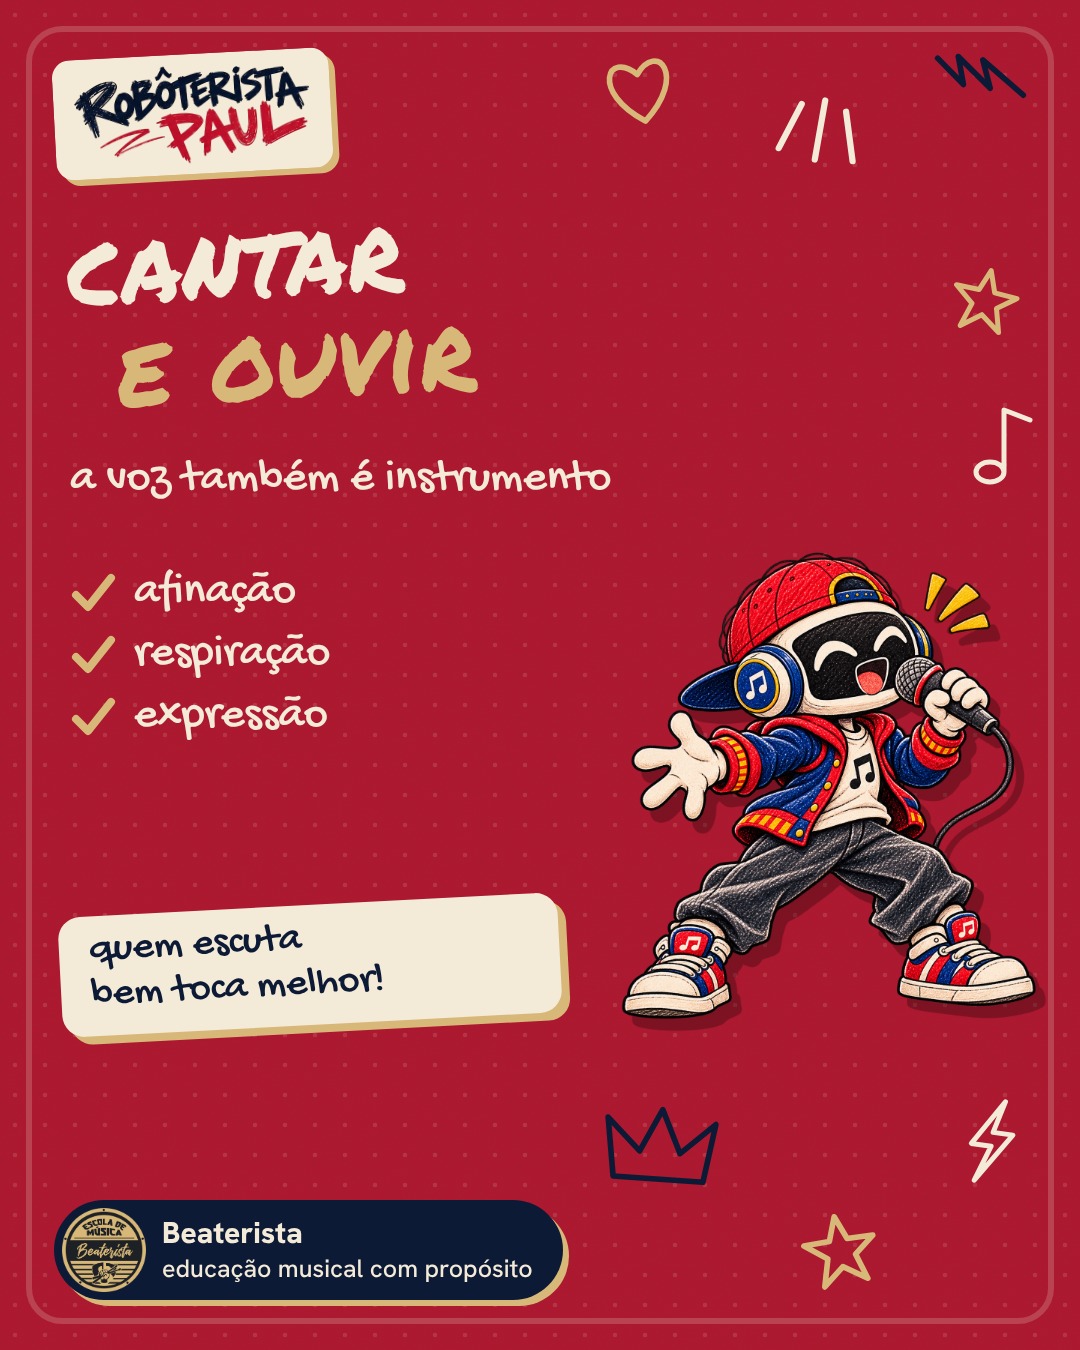 ROBÔTERISTA
PAUL
CANTAR
E OUVIR
a voz também é instrumento
afinação
respiração
expressão
quem escuta
bem toca melhor!
ESCOLA DE
MÚSICA
Beaterista
Beaterista
educação musical com propósito